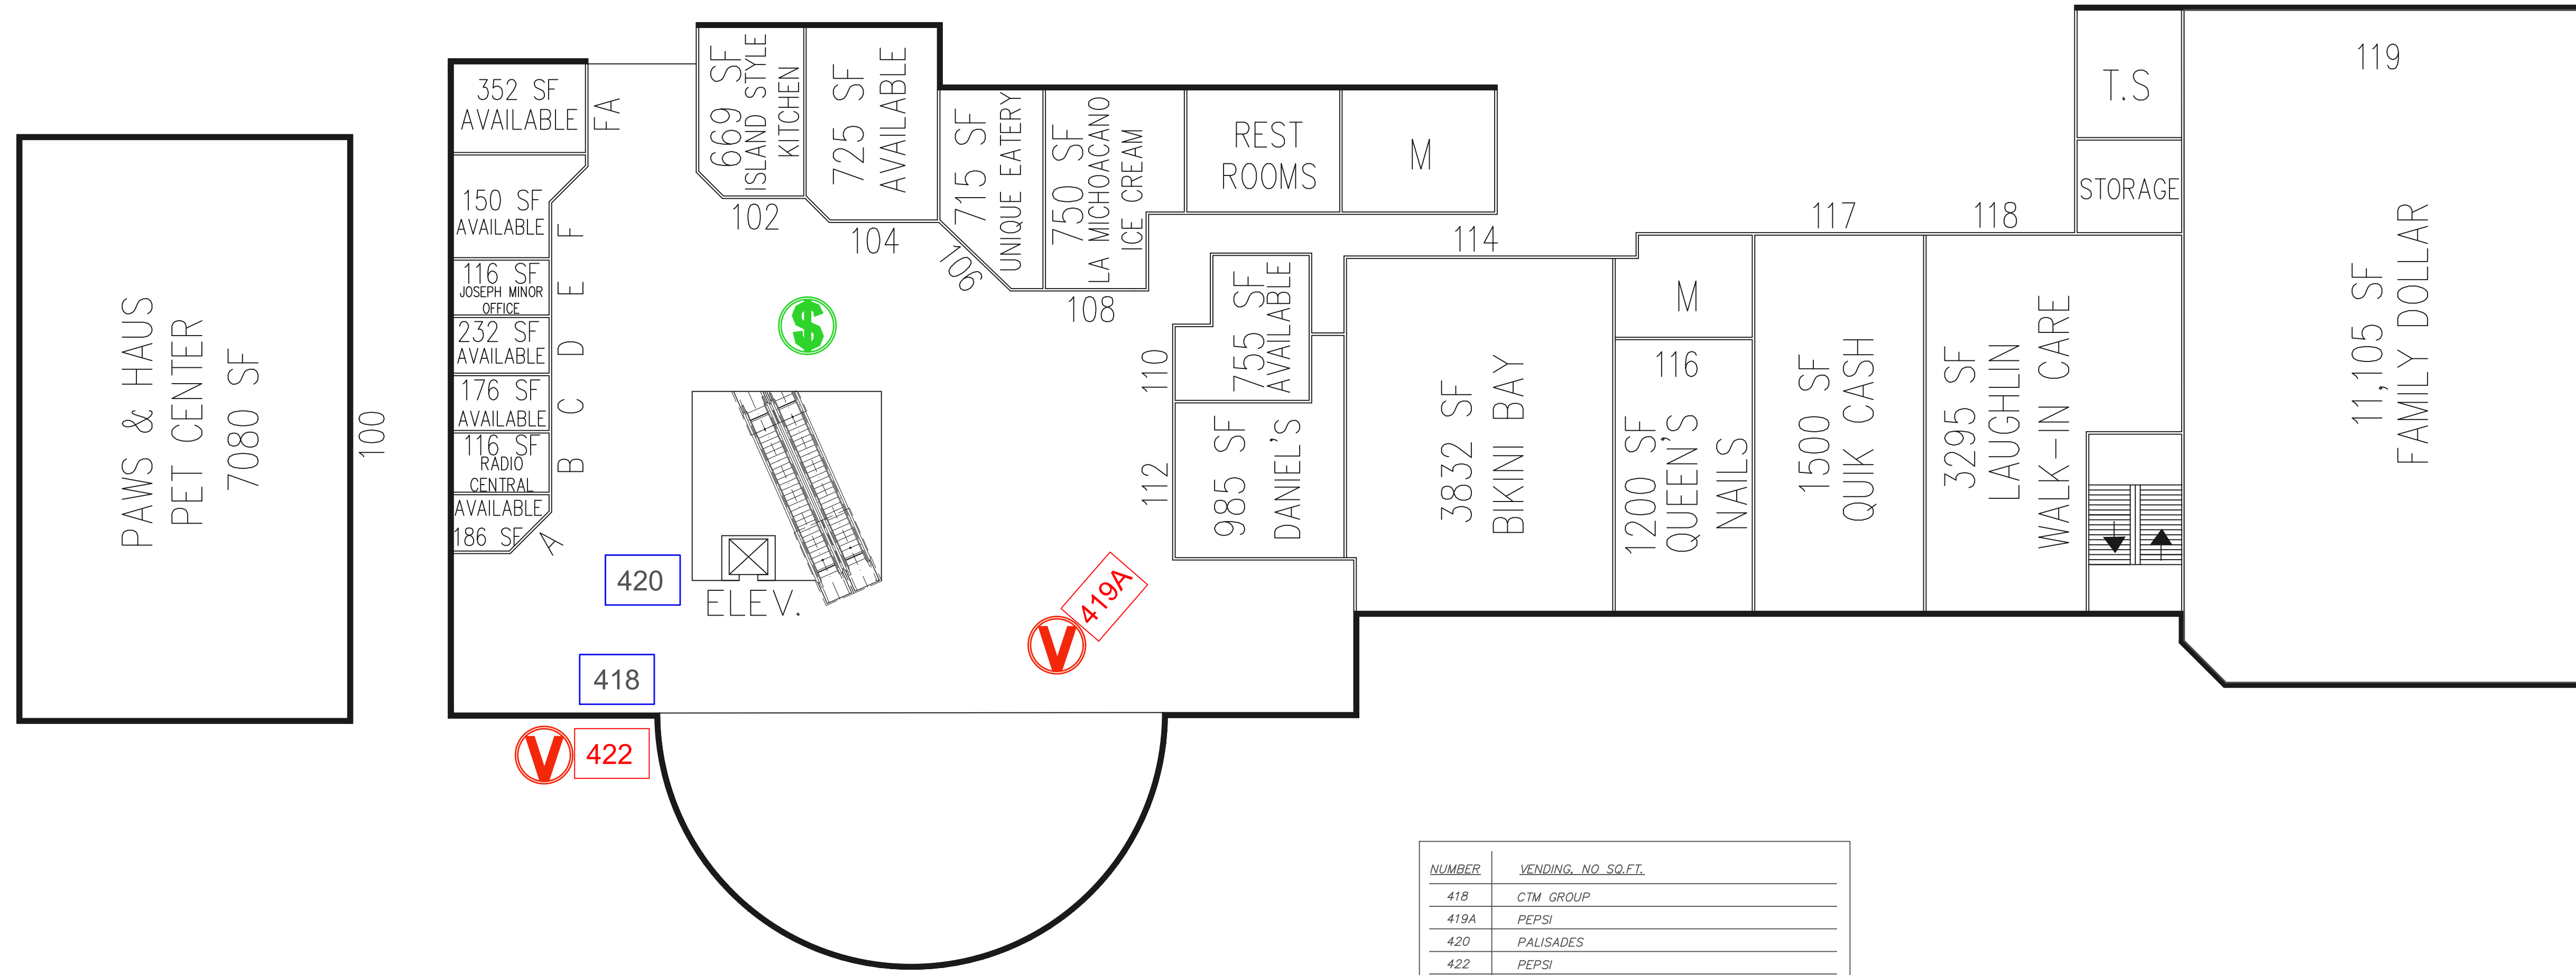 PAWS & HAUS
PET CENTER
7080 SF
100
352 SF
AVAILABLE
FA
150 SF
AVAILABLE
F
116 SF
JOSEPH MINOR
OFFICE
E
232 SF
AVAILABLE
D
176 SF
AVAILABLE
C
116 SF
RADIO
CENTRAL
B
AVAILABLE
186 SF
A
669 SF
ISLAND STYLE
KITCHEN
102
725 SF
AVAILABLE
104
715 SF
UNIQUE EATERY
106
750 SF
LA MICHOACANO
ICE CREAM
108
REST
ROOMS
M
$
ELEV.
420
418
V
422
V
419A
755 SF
AVAILABLE
110
985 SF
DANIEL'S
112
114
3832 SF
BIKINI BAY
M
116
1200 SF
QUEEN'S
NAILS
117
1500 SF
QUIK CASH
118
3295 SF
LAUGHLIN
WALK-IN CARE
T.S
STORAGE
119
11,105 SF
FAMILY DOLLAR
NUMBER VENDING, NO SQ.FT.
418 CTM GROUP
419A PEPSI
420 PALISADES
422 PEPSI